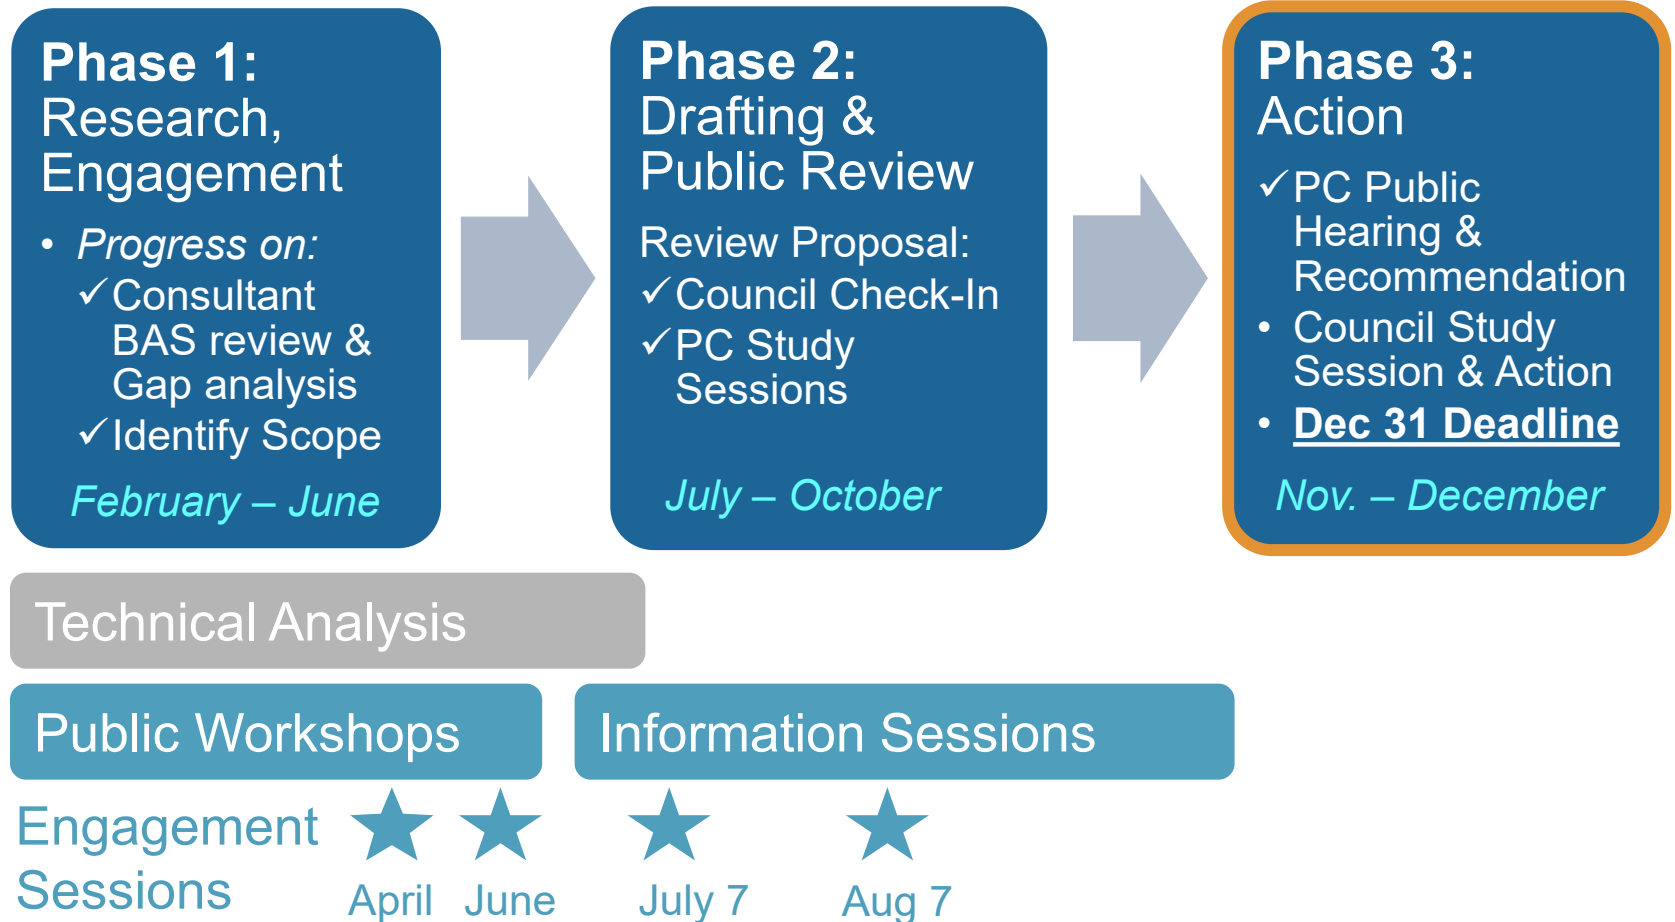 Phase 1:
Research,
Engagement
• Progress on:
✓Consultant
BAS review &
Gap analysis
✓Identify Scope
February – June
Phase 2:
Drafting &
Public Review
Review Proposal:
✓Council Check-In
✓PC Study
Sessions
July – October
Phase 3:
Action
✓PC Public
Hearing &
Recommendation
• Council Study
Session & Action
• Dec 31 Deadline
Nov. – December
Technical Analysis
Public Workshops
Information Sessions
Engagement
Sessions
April
June
July 7
Aug 7